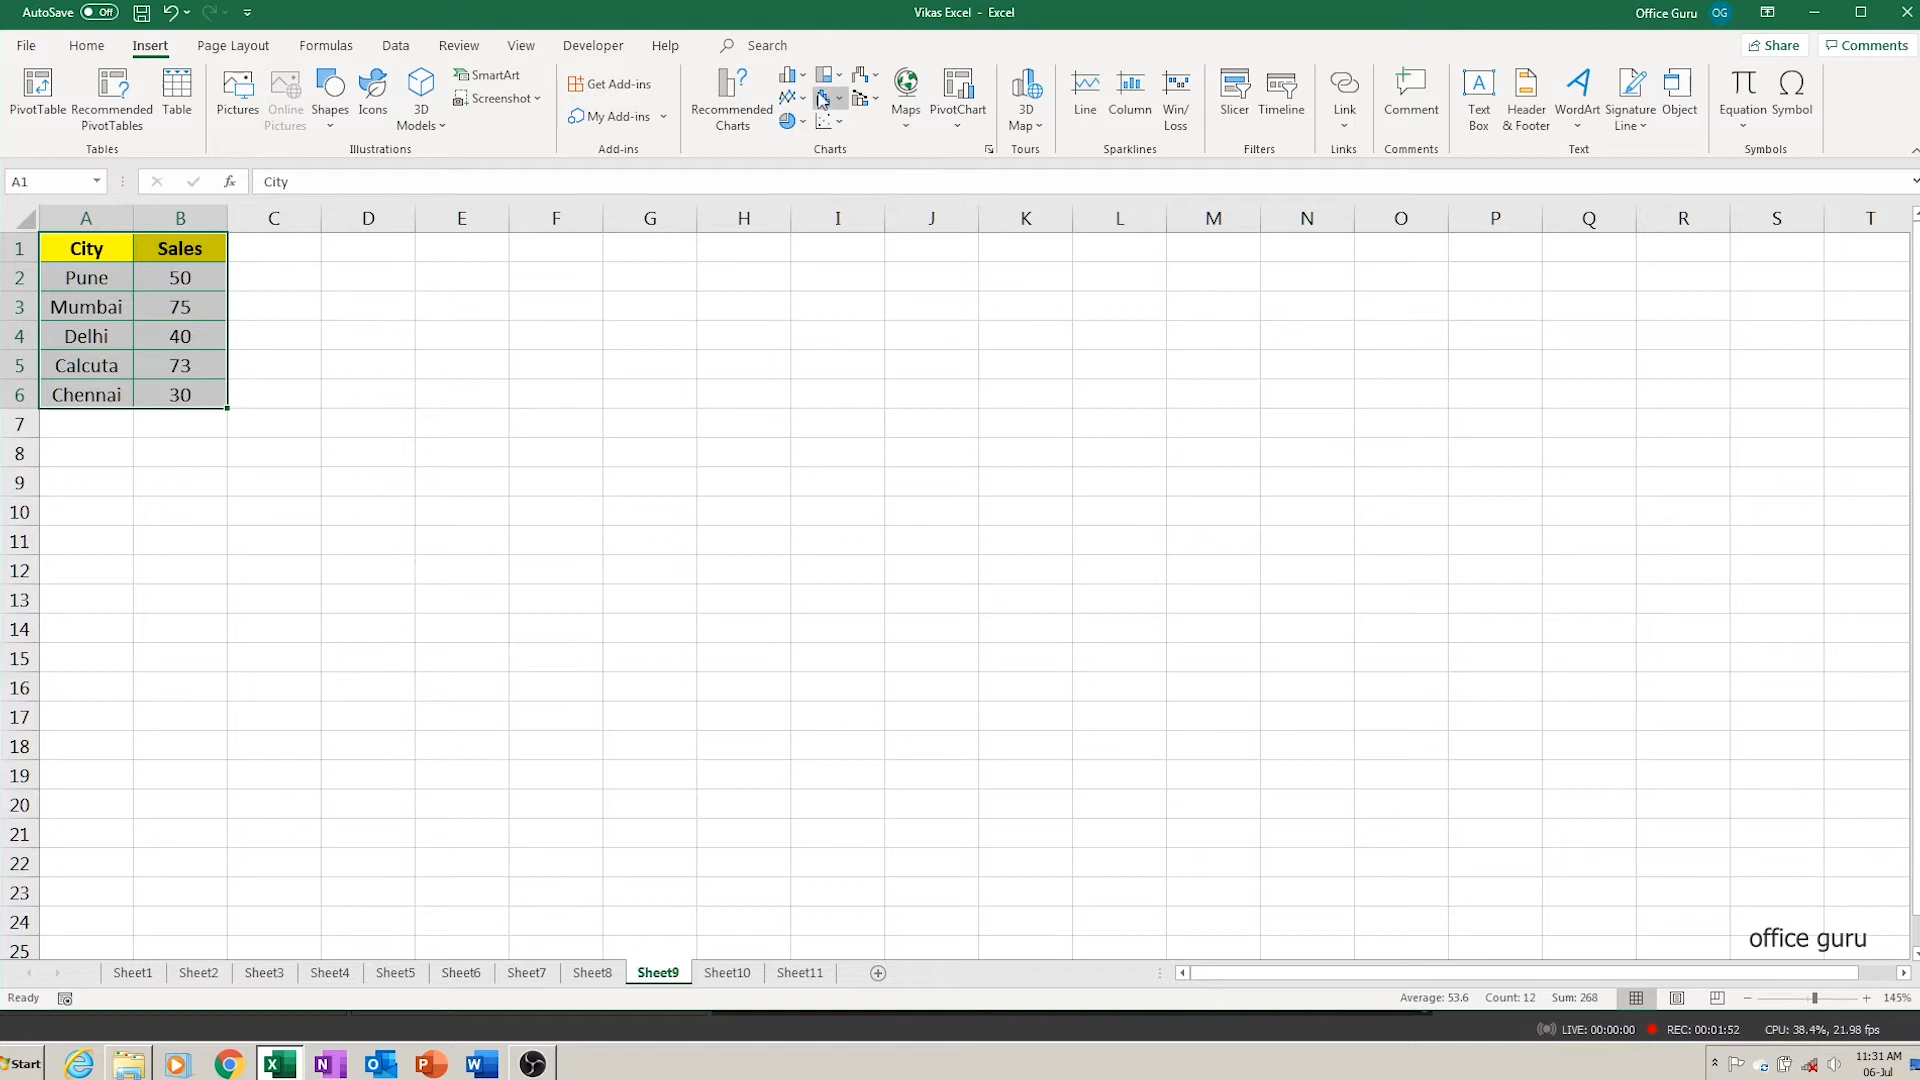 AutoSave Off
Vikas Excel - Excel
Office Guru OG
File Home Insert Page Layout Formulas Data Review View Developer Help Search
Share Comments
PivotTable Recommended PivotTables Table
Tables
Pictures Online Pictures Shapes Icons 3D Models SmartArt Screenshot
Illustrations
Get Add-ins
My Add-ins
Add-ins
Recommended Charts Maps PivotChart
Charts
3D Map
Tours
Line Column Win/Loss
Sparklines
Slicer Timeline
Filters
Link
Links
Comment
Comments
Text Box Header & Footer WordArt Signature Line Object
Text
Equation Symbol
Symbols
A1 fx City
A B C D E F G H I J K L M N O P Q R S T
1 City Sales
2 Pune 50
3 Mumbai 75
4 Delhi 40
5 Calcuta 73
6 Chennai 30
7
8
9
10
11
12
13
14
15
16
17
18
19
20
21
22
23
24
25
office guru
Sheet1 Sheet2 Sheet3 Sheet4 Sheet5 Sheet6 Sheet7 Sheet8 Sheet9 Sheet10 Sheet11
Ready Average: 53.6 Count: 12 Sum: 268 145%
LIVE: 00:00:00 REC: 00:01:52 CPU: 38.4%, 21.98 fps
Start 11:31 AM
06-Jul